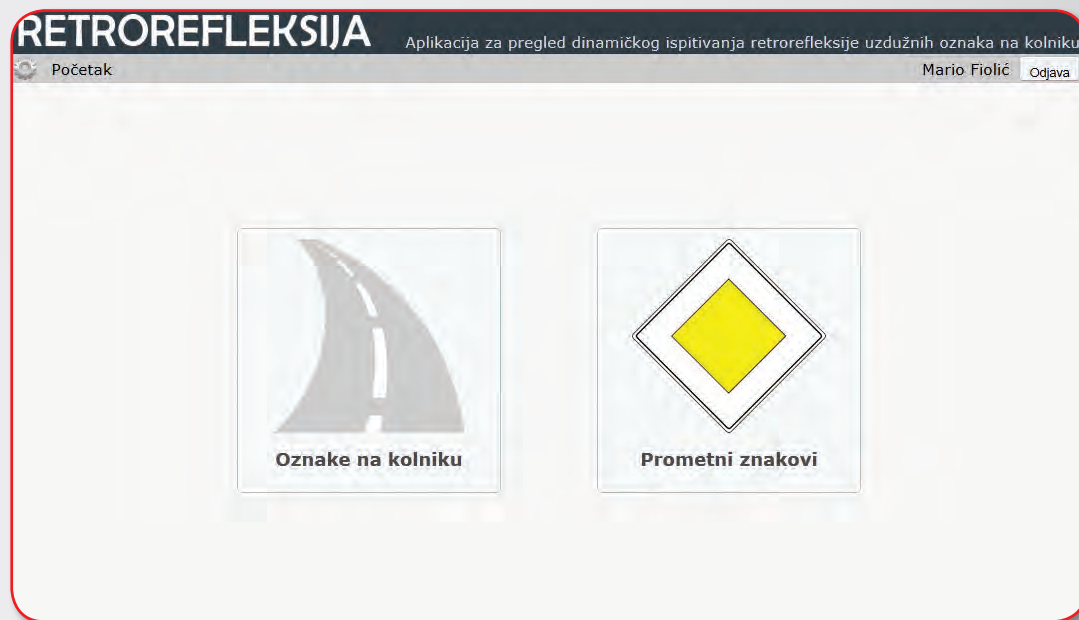 RETROREFLEKSIJA
Aplikacija za pregled dinamičkog ispitivanja retrorefleksije uzdužnih oznaka na kolniku
Početak
Mario Fiolić
Odjava
Oznake na kolniku
Prometni znakovi